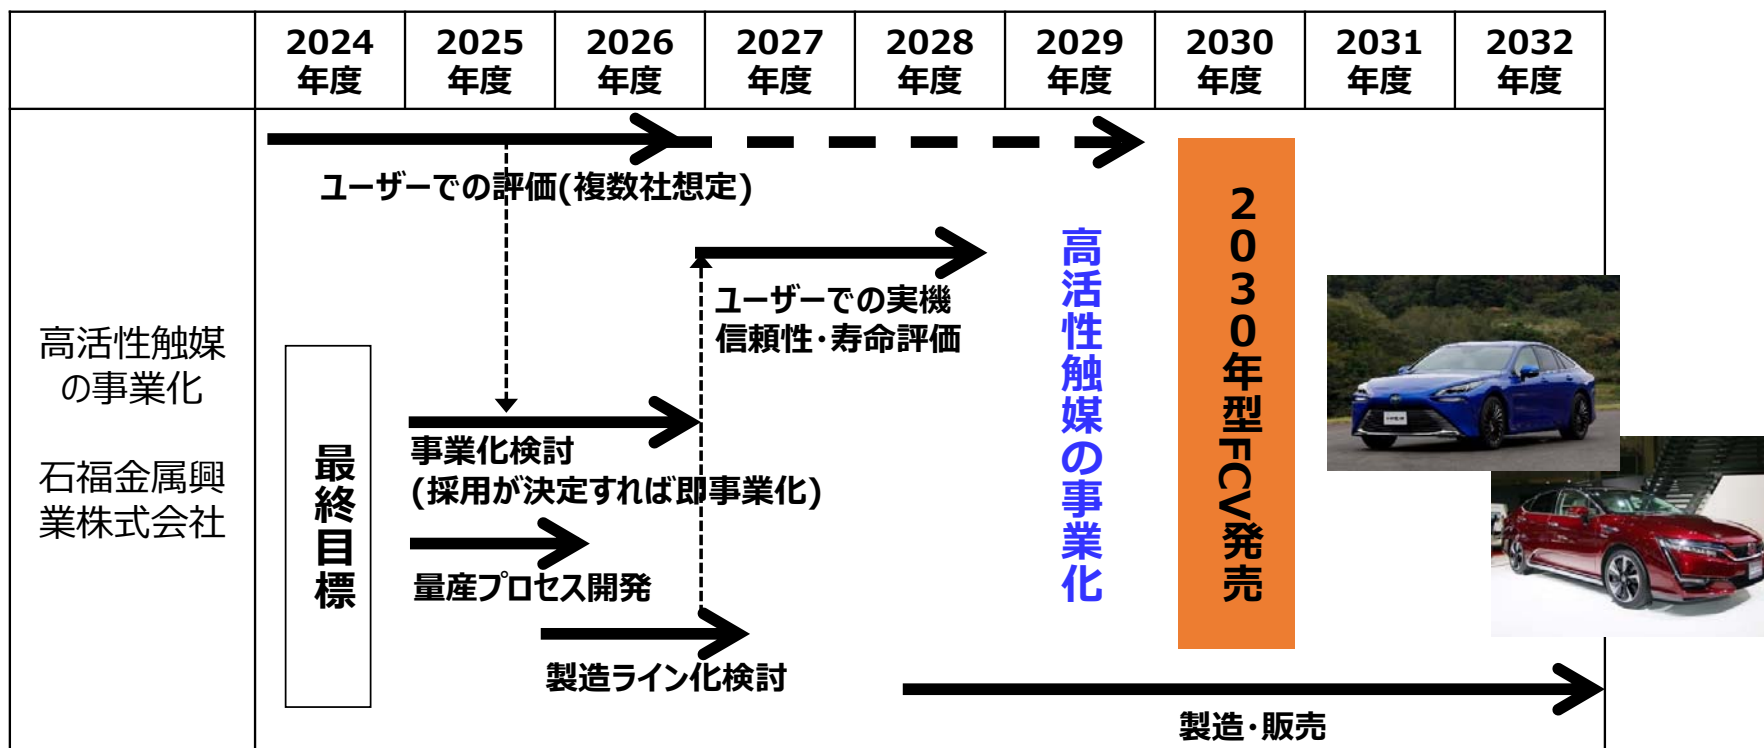 2024
年度
2025
年度
2026
年度
2027
年度
2028
年度
2029
年度
2030
年度
2031
年度
2032
年度
高活性触媒
の事業化
石福金属興
業株式会社
ユーザーでの評価(複数社想定)
ユーザーでの実機
信頼性・寿命評価
最終目標
事業化検討
(採用が決定すれば即事業化)
量産プロセス開発
製造ライン化検討
高活性触媒の事業化
2030年型FCV発売
製造・販売